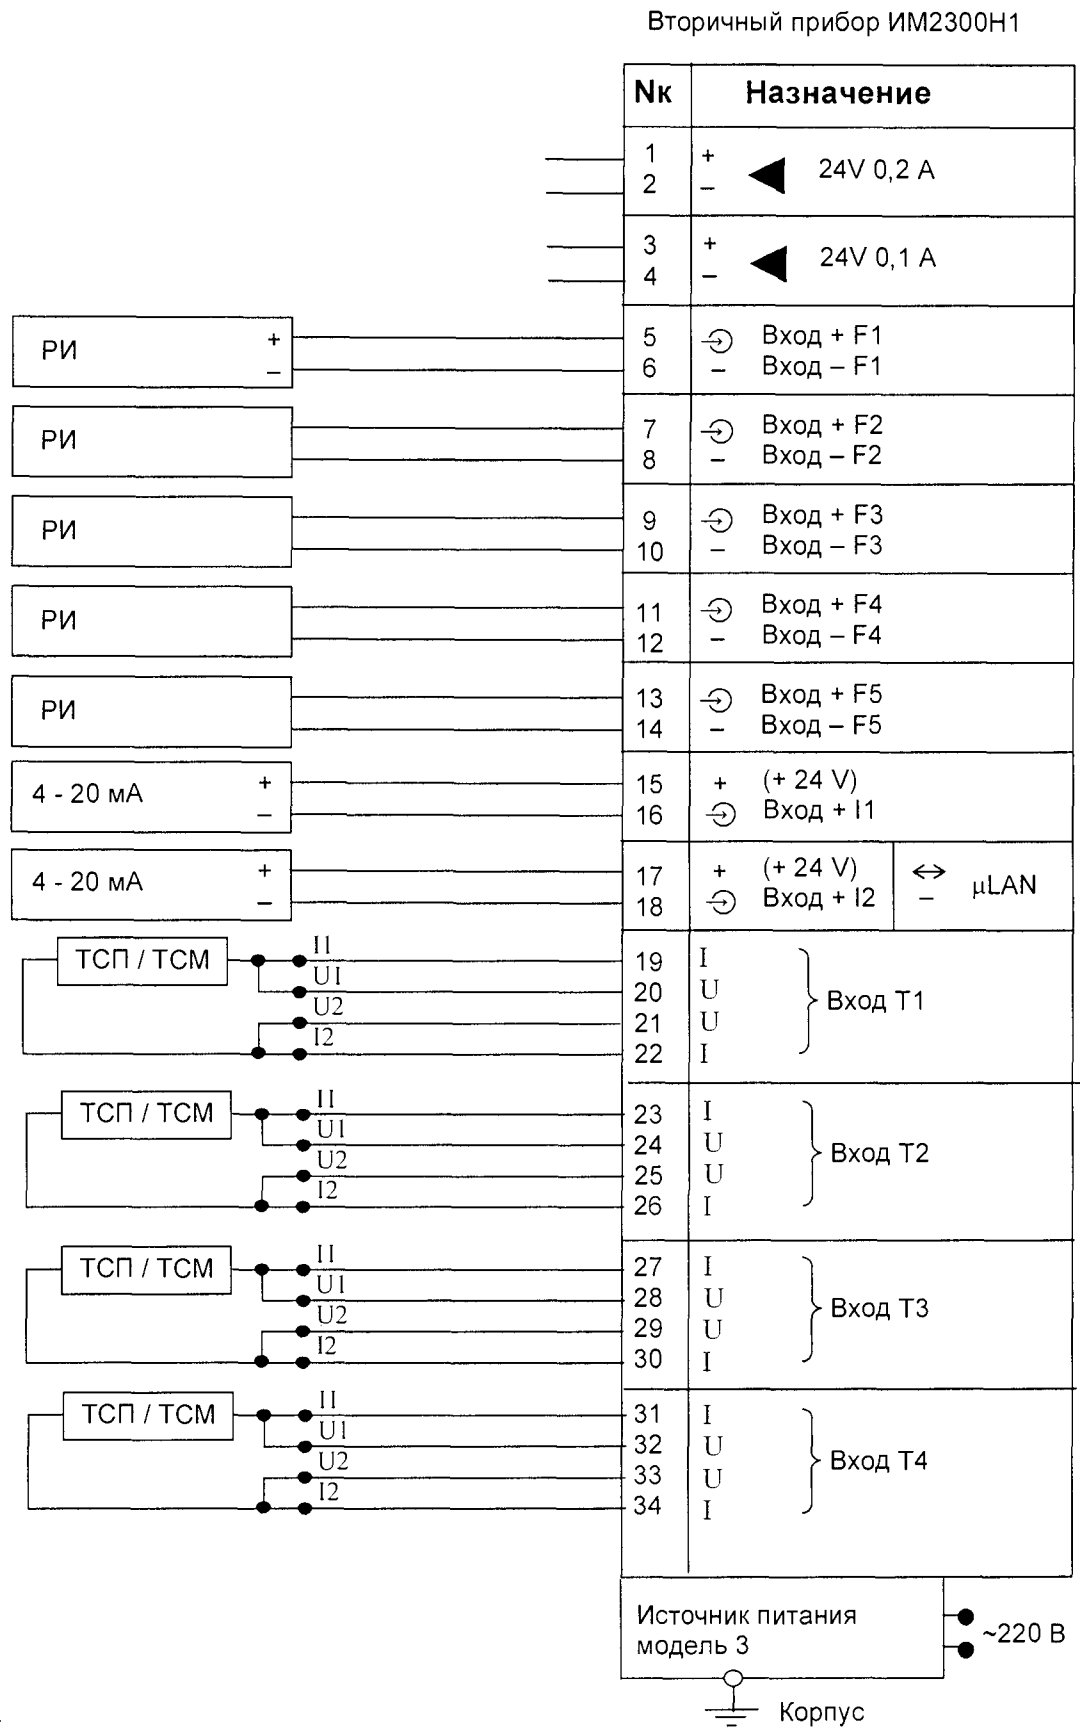 Вторичный прибор ИМ2300Н1
Nк Назначение
1 + 24V 0,2 А
2 –
3 + 24V 0,1 А
4 –
РИ + 5 Вход + F1
– 6 – Вход – F1
РИ 7 Вход + F2
8 – Вход – F2
РИ 9 Вход + F3
10 – Вход – F3
РИ 11 Вход + F4
12 – Вход – F4
РИ 13 Вход + F5
14 – Вход – F5
4 - 20 мА + 15 + (+ 24 V)
– 16 Вход + I1
4 - 20 мА + 17 + (+ 24 V) ↔ µLAN
– 18 Вход + I2 –
ТСП / ТСМ I1 19 I
U1 20 U
Вход Т1
U2 21 U
I2 22 I
ТСП / ТСМ I1 23 I
U1 24 U
Вход Т2
U2 25 U
I2 26 I
ТСП / ТСМ I1 27 I
U1 28 U
Вход Т3
U2 29 U
I2 30 I
ТСП / ТСМ I1 31 I
U1 32 U
Вход Т4
U2 33 U
I2 34 I
Источник питания
модель 3
~220 В
Корпус